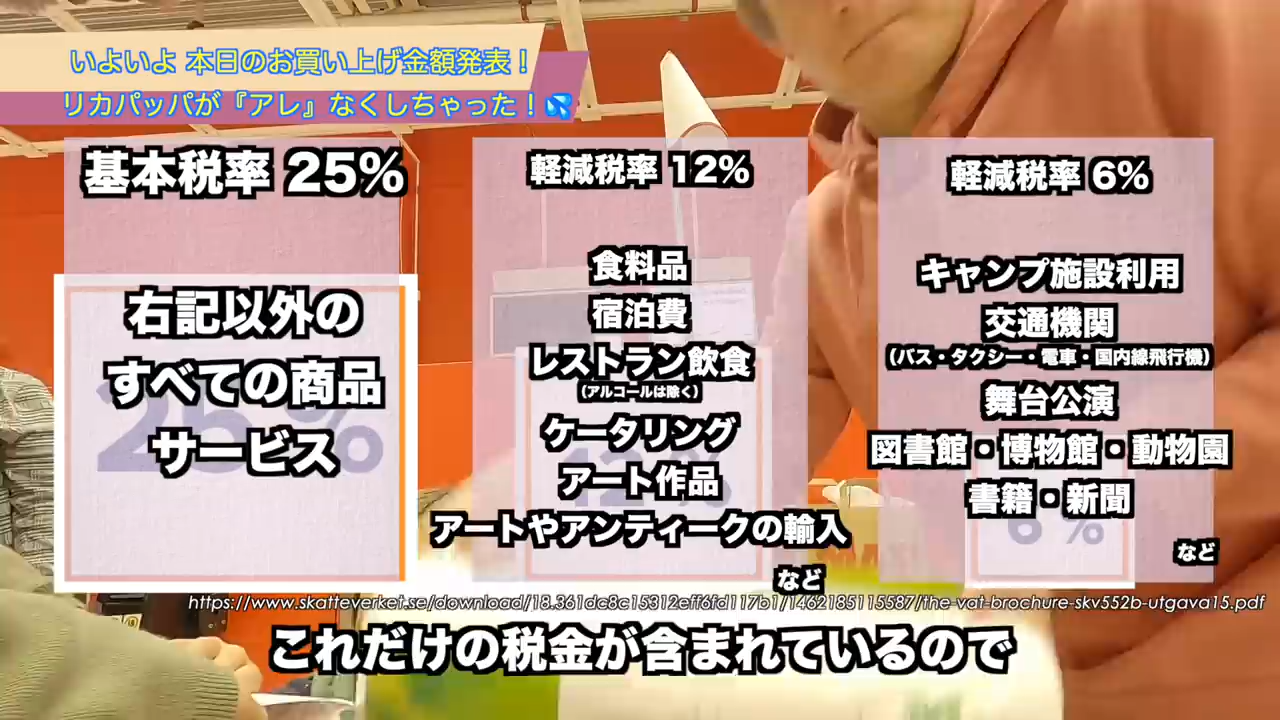 いよいよ 本日のお買い上げ金額発表！
リカパッパが『アレ』なくしちゃった！💦
基本税率 25%
右記以外の
すべての商品
サービス
25%
軽減税率 12%
食料品
宿泊費
レストラン飲食
（アルコールは除く）
ケータリング
アート作品
アートやアンティークの輸入
など
12%
軽減税率 6%
キャンプ施設利用
交通機関
（バス・タクシー・電車・国内線飛行機）
舞台公演
図書館・博物館・動物園
書籍・新聞
など
6 %
https://www.skatteverket.se/download/18.361dc8c15312eff6fd117b1/1462185115587/the-vat-brochure-skv552b-utgava15.pdf
これだけの税金が含まれているので